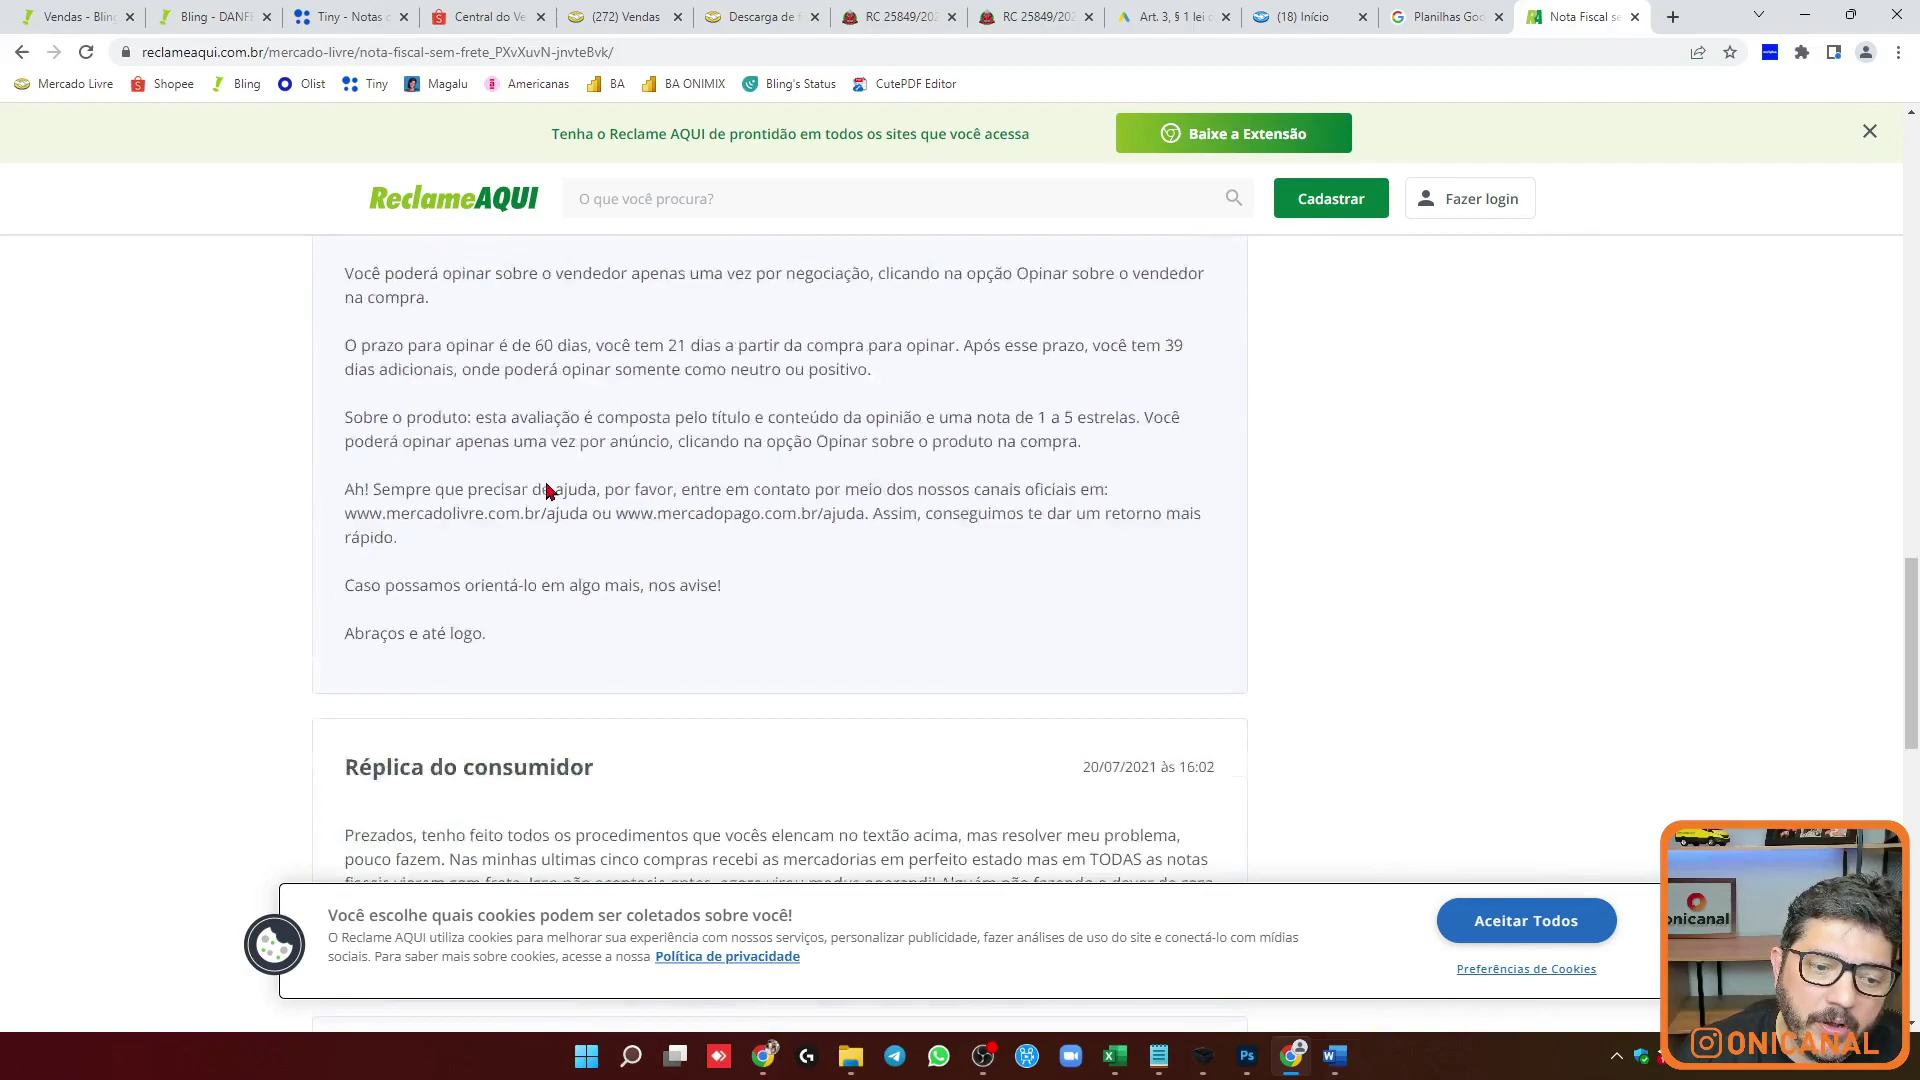 Vendas - Bling
Bling - DANFE
Tiny - Notas
Central do Ve
(272) Vendas
Descarga de
RC 25849/202
RC 25849/202
Art. 3, § 1 lei
(18) Início
Planilhas Goo
Nota Fiscal se
reclameaqui.com.br/mercado-livre/nota-fiscal-sem-frete_PXvXuvN-jnvteBvk/
Mercado Livre
Shopee
Bling
Olist
Tiny
Magalu
Americanas
BA
BA ONIMIX
Bling's Status
CutePDF Editor
Tenha o Reclame AQUI de prontidão em todos os sites que você acessa
Baixe a Extensão
ReclameAQUI
O que você procura?
Cadastrar
Fazer login
Você poderá opinar sobre o vendedor apenas uma vez por negociação, clicando na opção Opinar sobre o vendedor
na compra.
O prazo para opinar é de 60 dias, você tem 21 dias a partir da compra para opinar. Após esse prazo, você tem 39
dias adicionais, onde poderá opinar somente como neutro ou positivo.
Sobre o produto: esta avaliação é composta pelo título e conteúdo da opinião e uma nota de 1 a 5 estrelas. Você
poderá opinar apenas uma vez por anúncio, clicando na opção Opinar sobre o produto na compra.
Ah! Sempre que precisar de ajuda, por favor, entre em contato por meio dos nossos canais oficiais em:
www.mercadolivre.com.br/ajuda ou www.mercadopago.com.br/ajuda. Assim, conseguimos te dar um retorno mais
rápido.
Caso possamos orientá-lo em algo mais, nos avise!
Abraços e até logo.
Réplica do consumidor
20/07/2021 às 16:02
Prezados, tenho feito todos os procedimentos que vocês elencam no textão acima, mas resolver meu problema,
pouco fazem. Nas minhas ultimas cinco compras recebi as mercadorias em perfeito estado mas em TODAS as notas
Você escolhe quais cookies podem ser coletados sobre você!
O Reclame AQUI utiliza cookies para melhorar sua experiência com nossos serviços, personalizar publicidade, fazer análises de uso do site e conectá-lo com mídias
sociais. Para saber mais sobre cookies, acesse a nossa Política de privacidade
Aceitar Todos
Preferências de Cookies
onicanal
ONICANAL